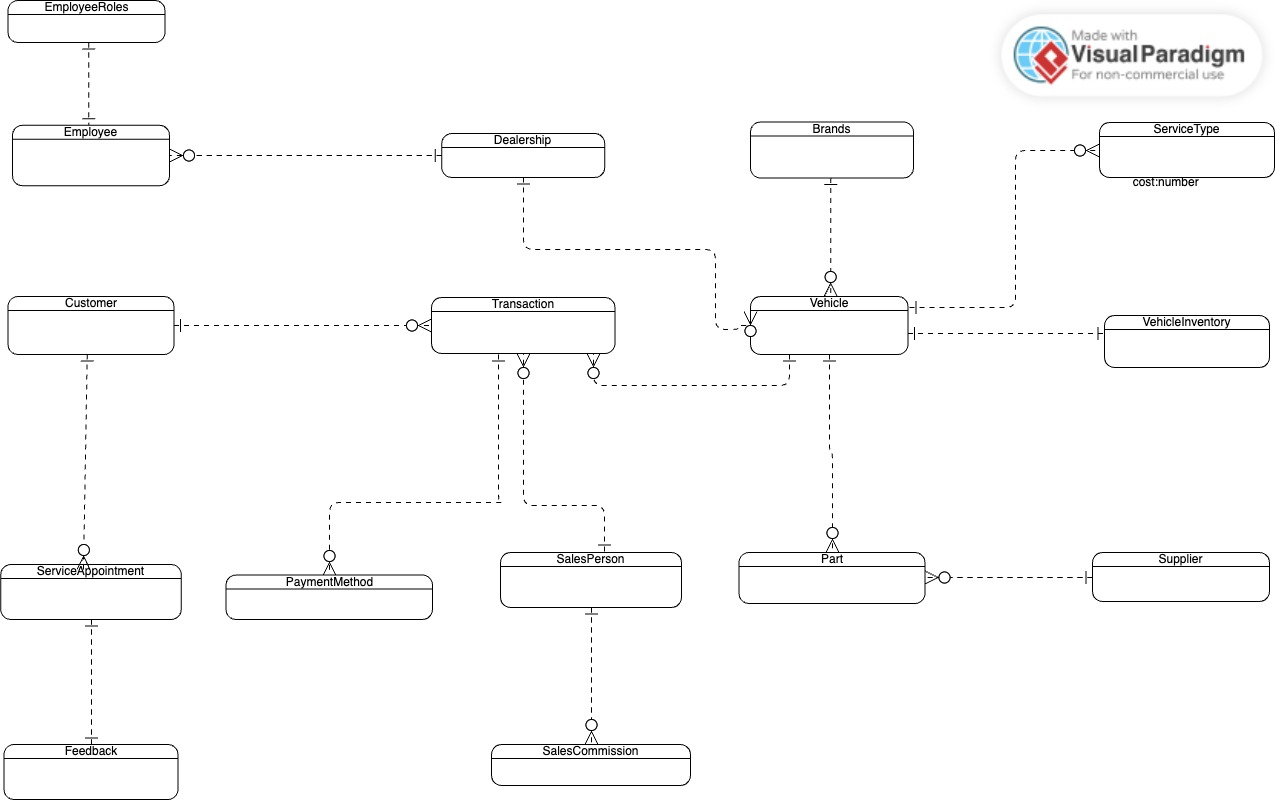 EmployeeRoles
Made with
Visual Paradigm
For non-commercial use
Employee
Dealership
Brands
ServiceType
cost:number
Customer
Transaction
Vehicle
VehicleInventory
ServiceAppointment
PaymentMethod
SalesPerson
Part
Supplier
Feedback
SalesCommission